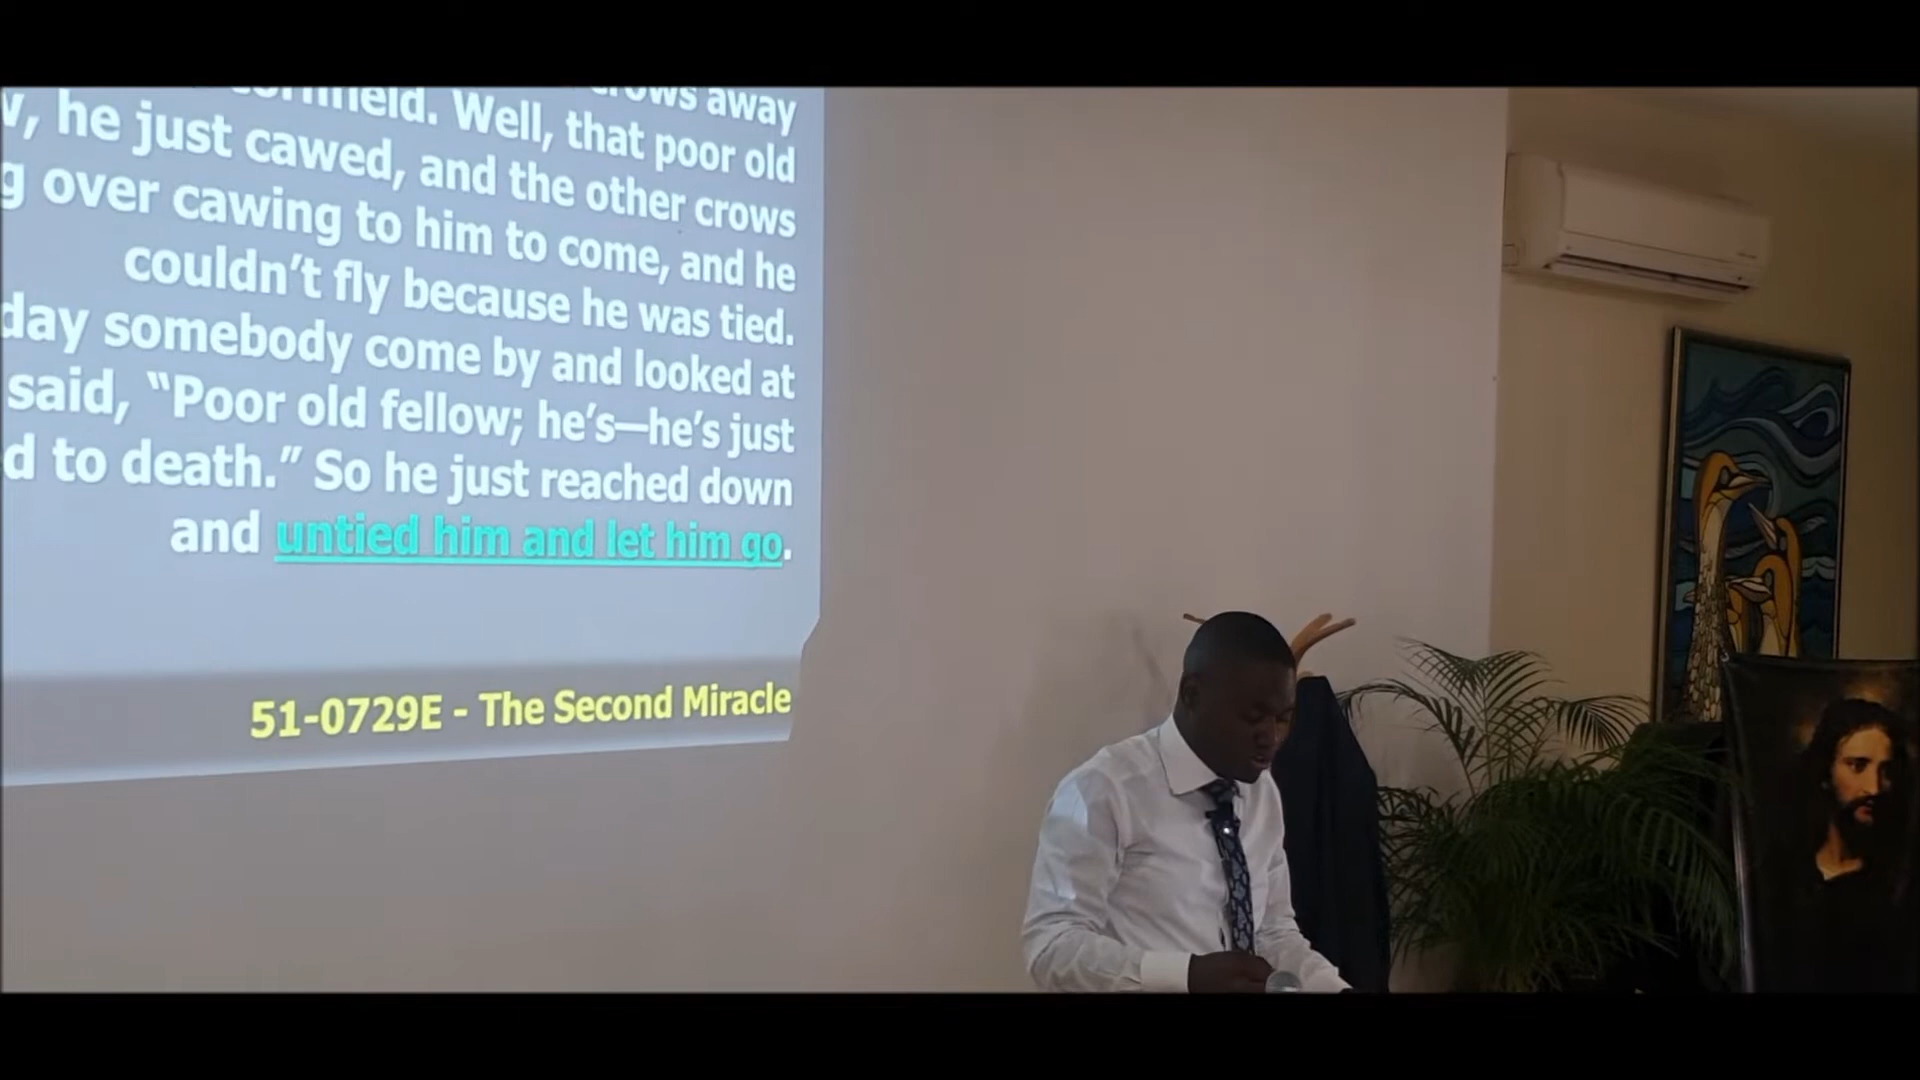 cornfield. Well, that poor old
crows away
he just cawed, and the other crows
over cawing to him to come, and he
couldn’t fly because he was tied.
day somebody come by and looked at
said, “Poor old fellow; he’s—he’s just
to death.” So he just reached down
and untied him and let him go.
51-0729E - The Second Miracle